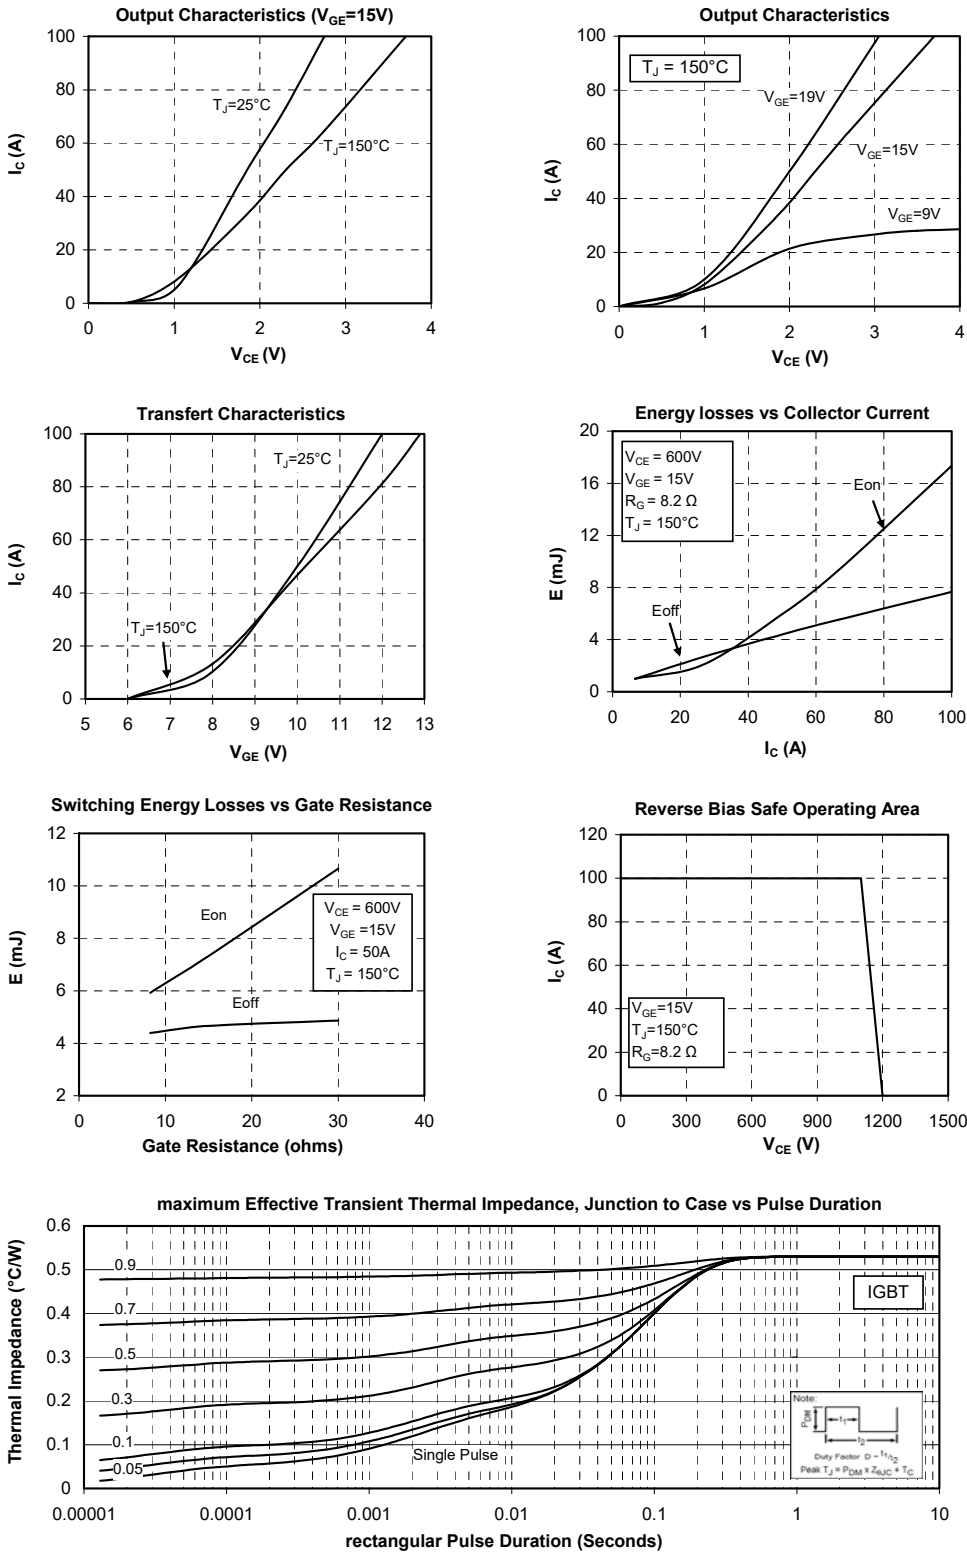 Output Characteristics (VGE=15V)
100
80
60
40
20
0
0 1 2 3 4
IC (A)
VCE (V)
TJ=25°C
TJ=150°C
Output Characteristics
100
80
60
40
20
0
0 1 2 3 4
IC (A)
VCE (V)
TJ = 150°C
VGE=19V
VGE=15V
VGE=9V
Transfert Characteristics
100
80
60
40
20
0
5 6 7 8 9 10 11 12 13
IC (A)
VGE (V)
TJ=25°C
TJ=150°C
Energy losses vs Collector Current
20
16
12
8
4
0
0 20 40 60 80 100
E (mJ)
IC (A)
VCE = 600V
VGE = 15V
RG = 8.2 Ω
TJ = 150°C
Eon
Eoff
Switching Energy Losses vs Gate Resistance
12
10
8
6
4
2
0 10 20 30 40
E (mJ)
Gate Resistance (ohms)
Eon
Eoff
VCE = 600V
VGE =15V
IC = 50A
TJ = 150°C
Reverse Bias Safe Operating Area
120
100
80
60
40
20
0
0 300 600 900 1200 1500
IC (A)
VCE (V)
VGE=15V
TJ=150°C
RG=8.2 Ω
maximum Effective Transient Thermal Impedance, Junction to Case vs Pulse Duration
0.6
0.5
0.4
0.3
0.2
0.1
0
0.00001 0.0001 0.001 0.01 0.1 1 10
Thermal Impedance (°C/W)
rectangular Pulse Duration (Seconds)
0.9
0.7
0.5
0.3
0.1
0.05
Single Pulse
IGBT
Note:
PDM
t1
t2
Duty Factor D = t1/t2
Peak TJ = PDM x ZθJC + TC